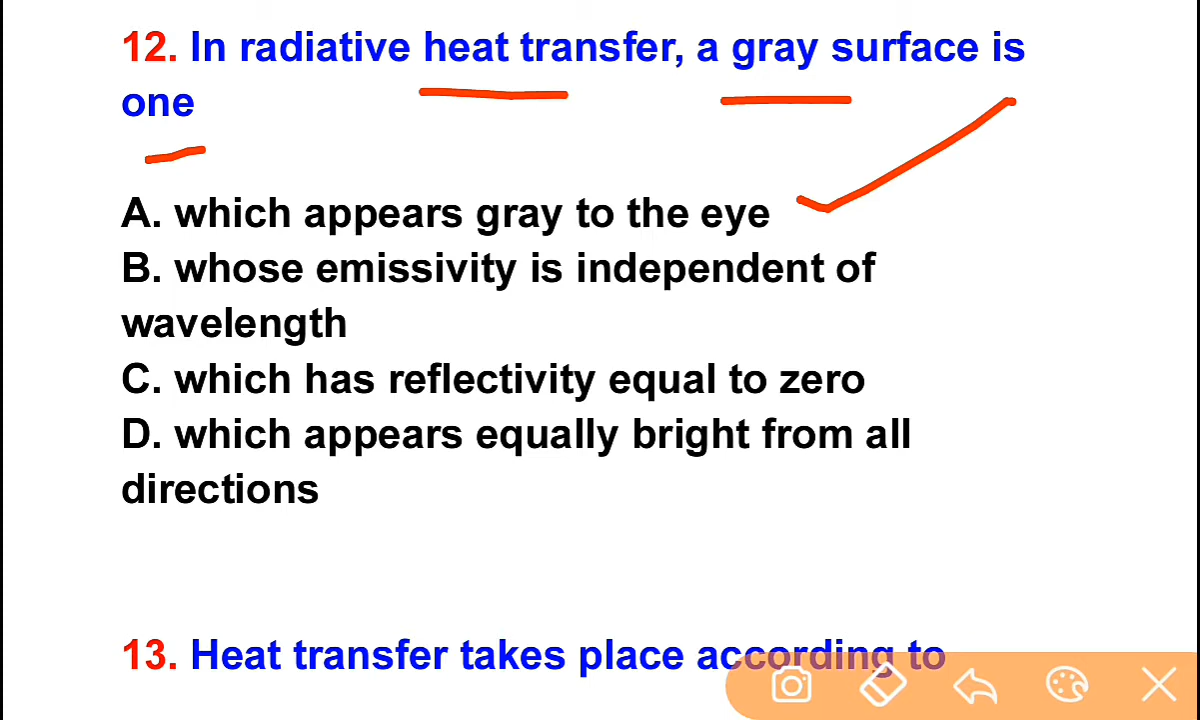 12. In radiative heat transfer, a gray surface is
one
A. which appears gray to the eye
B. whose emissivity is independent of
wavelength
C. which has reflectivity equal to zero
D. which appears equally bright from all
directions
13. Heat transfer takes place according to